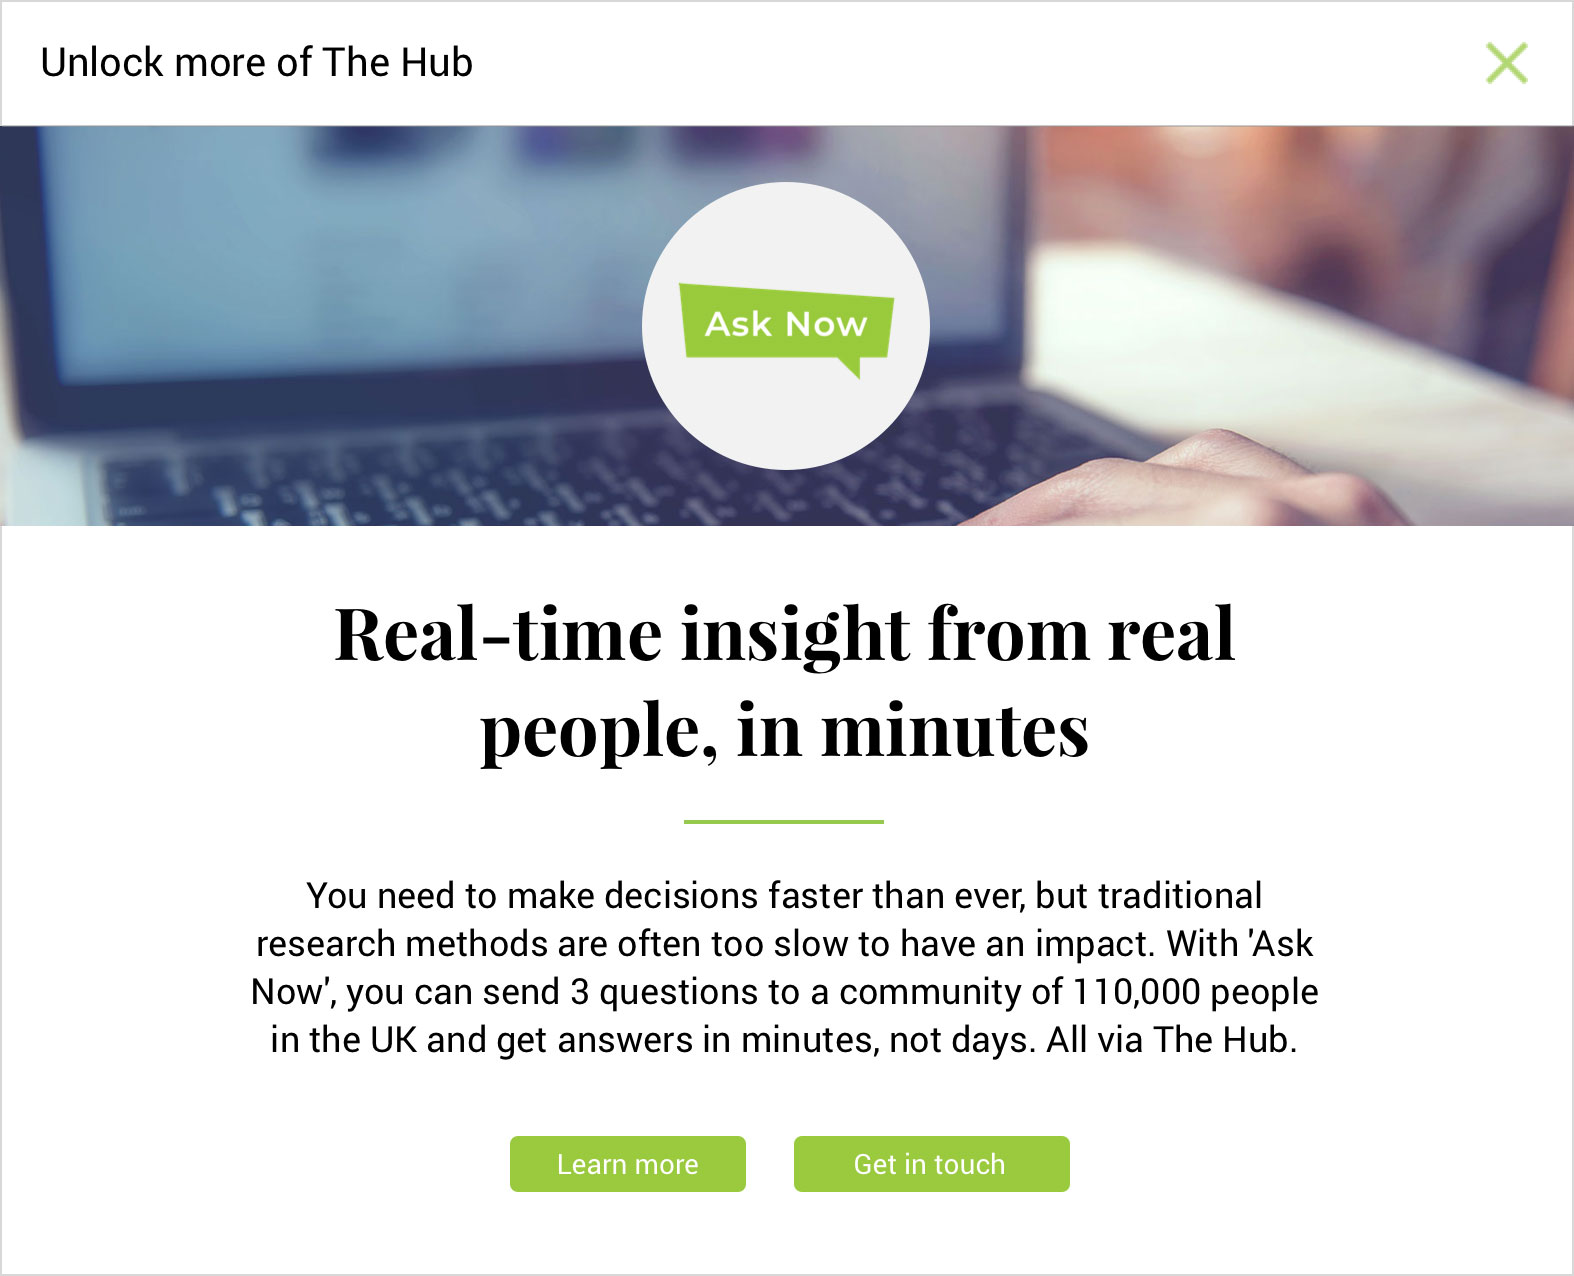 Unlock more of The Hub
Ask Now
Real-time insight from real
people, in minutes
You need to make decisions faster than ever, but traditional
research methods are often too slow to have an impact. With 'Ask
Now', you can send 3 questions to a community of 110,000 people
in the UK and get answers in minutes, not days. All via The Hub.
Learn more
Get in touch